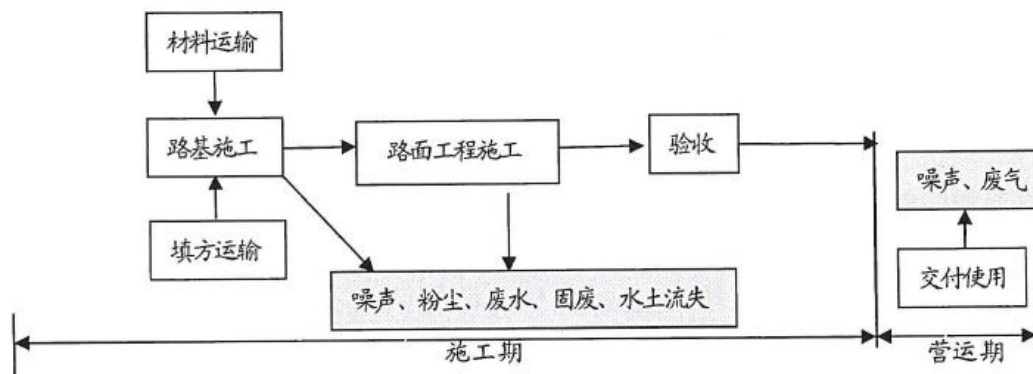 材料运输
路基施工
路面工程施工
验收
噪声、废气
填方运输
交付使用
噪声、粉尘、废水、固废、水土流失
施工期
营运期